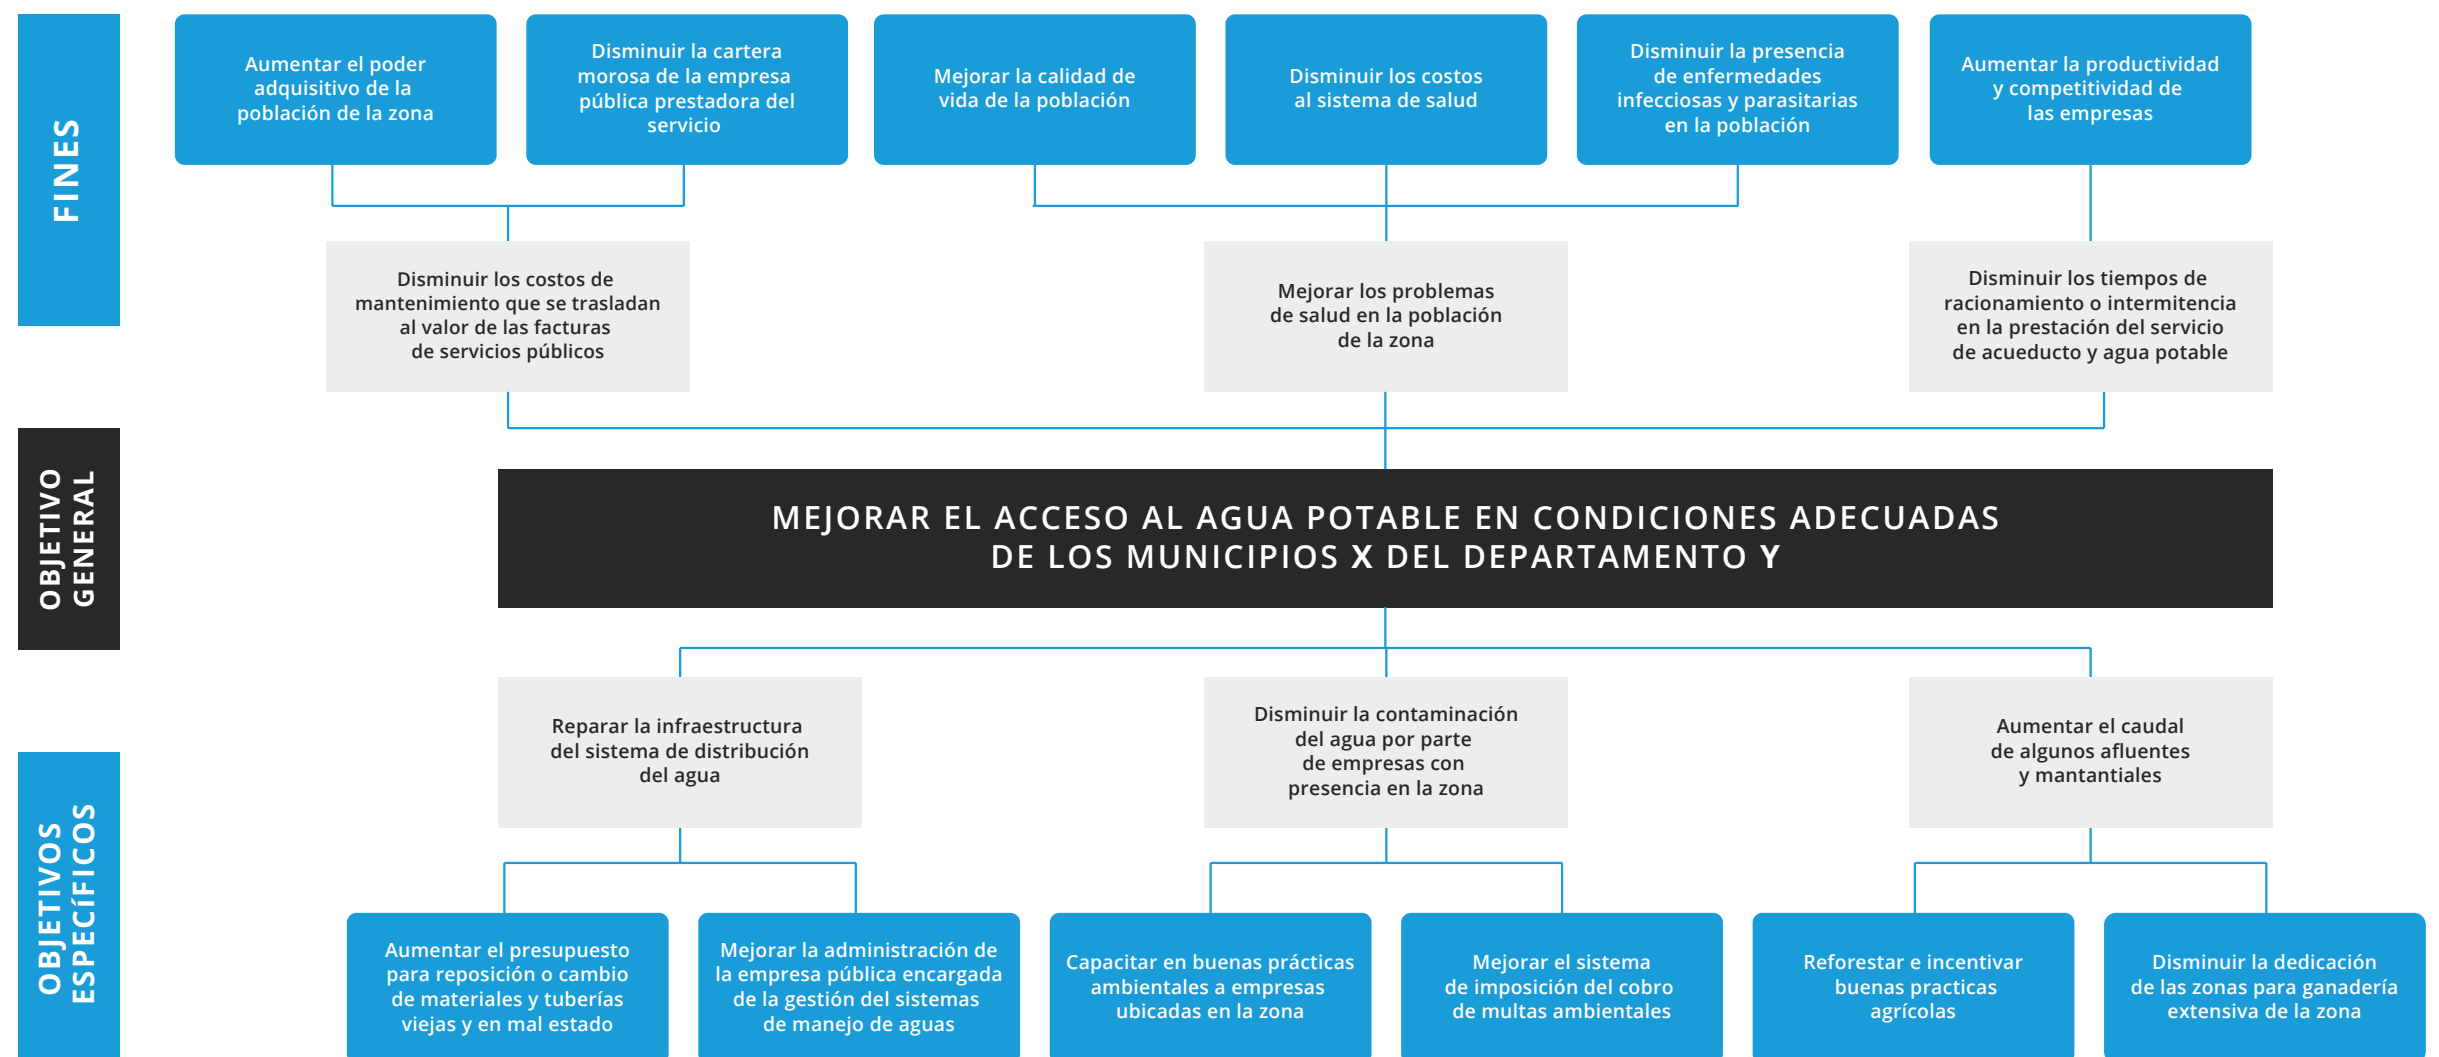 FINES
Aumentar el poder
adquisitivo de la
población de la zona
Disminuir la cartera
morosa de la empresa
pública prestadora del
servicio
Mejorar la calidad de
vida de la población
Disminuir los costos
al sistema de salud
Disminuir la presencia
de enfermedades
infecciosas y parasitarias
en la población
Aumentar la productividad
y competitividad de
las empresas
Disminuir los costos de
mantenimiento que se trasladan
al valor de las facturas
de servicios públicos
Mejorar los problemas
de salud en la población
de la zona
Disminuir los tiempos de
racionamiento o intermitencia
en la prestación del servicio
de acueducto y agua potable
OBJETIVO
GENERAL
MEJORAR EL ACCESO AL AGUA POTABLE EN CONDICIONES ADECUADAS
DE LOS MUNICIPIOS X DEL DEPARTAMENTO Y
OBJETIVOS
ESPECÍFICOS
Reparar la infraestructura
del sistema de distribución
del agua
Disminuir la contaminación
del agua por parte
de empresas con
presencia en la zona
Aumentar el caudal
de algunos afluentes
y mantantiales
Aumentar el presupuesto
para reposición o cambio
de materiales y tuberías
viejas y en mal estado
Mejorar la administración de
la empresa pública encargada
de la gestión del sistemas
de manejo de aguas
Capacitar en buenas prácticas
ambientales a empresas
ubicadas en la zona
Mejorar el sistema
de imposición del cobro
de multas ambientales
Reforestar e incentivar
buenas practicas
agrícolas
Disminuir la dedicación
de las zonas para ganadería
extensiva de la zona